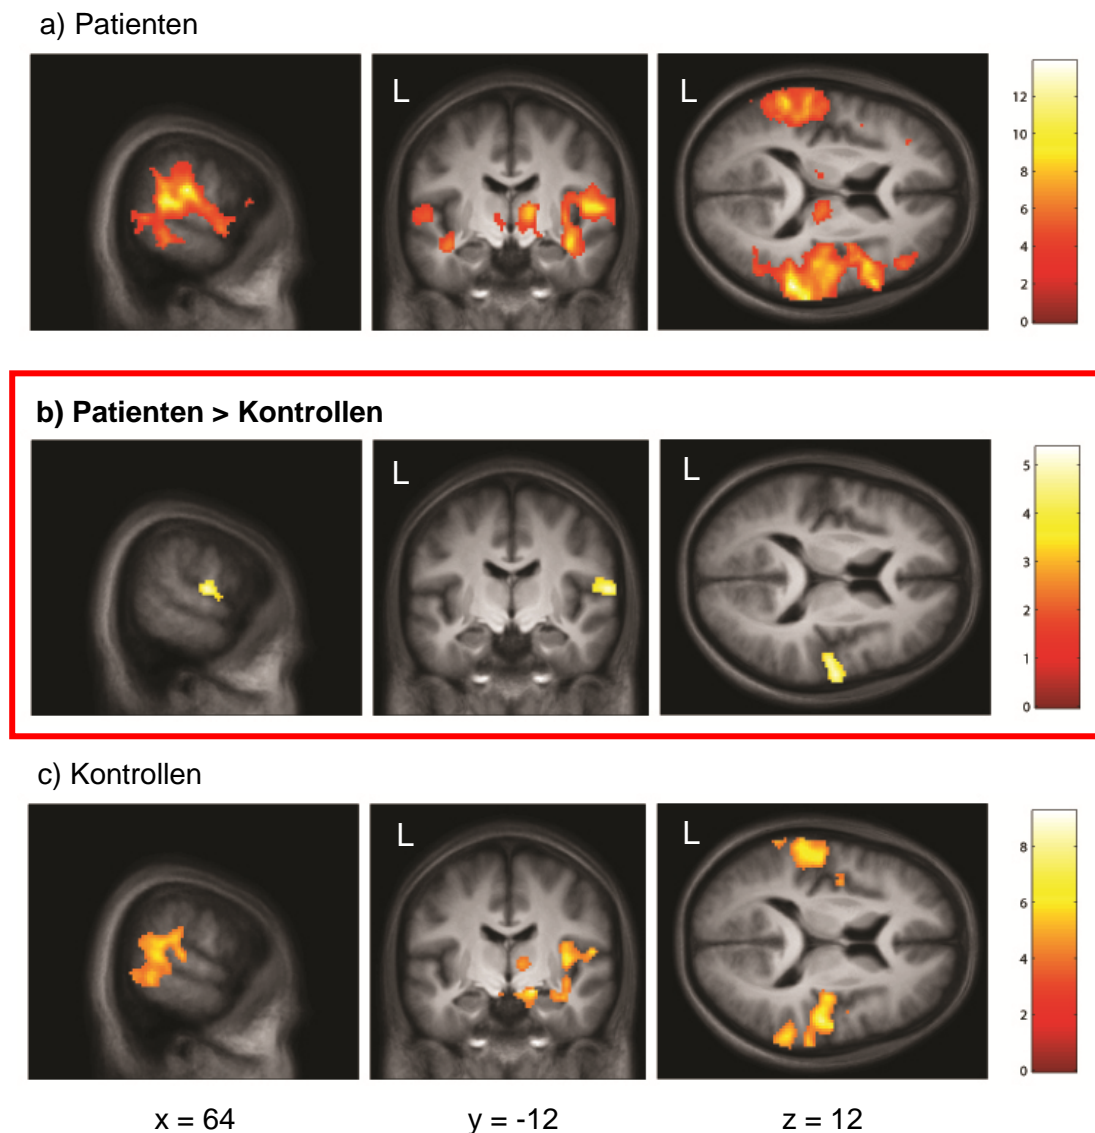 a) Patienten
L
L
12
10
8
6
4
2
0
b) Patienten > Kontrollen
L
L
5
4
3
2
1
0
c) Kontrollen
L
L
8
6
4
2
0
x = 64 y = -12 z = 12